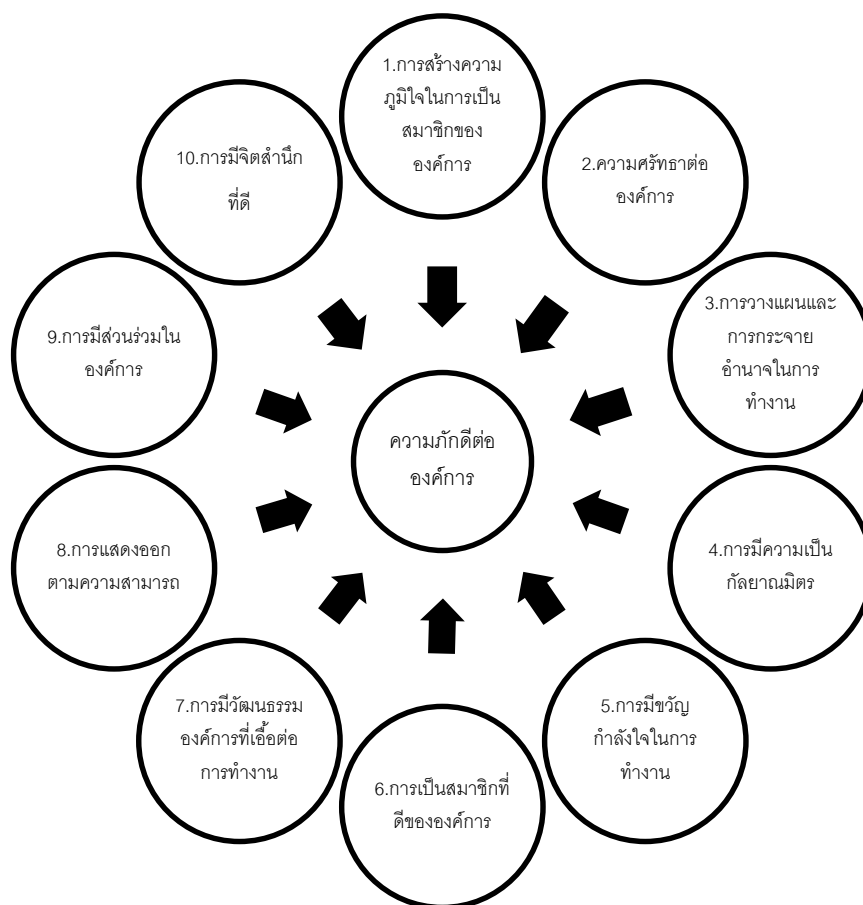 1.การสร้างความ
ภูมิใจในการเป็น
สมาชิกของ
องค์การ
2.ความศรัทธาต่อ
องค์การ
3.การวางแผนและ
การกระจาย
อำนาจในการ
ทำงาน
4.การมีความเป็น
กัลยาณมิตร
5.การมีขวัญ
กำลังใจในการ
ทำงาน
6.การเป็นสมาชิกที่
ดีขององค์การ
7.การมีวัฒนธรรม
องค์การที่เอื้อต่อ
การทำงาน
8.การแสดงออก
ตามความสามารถ
9.การมีส่วนร่วมใน
องค์การ
10.การมีจิตสำนึก
ที่ดี
ความภักดีต่อ
องค์การ